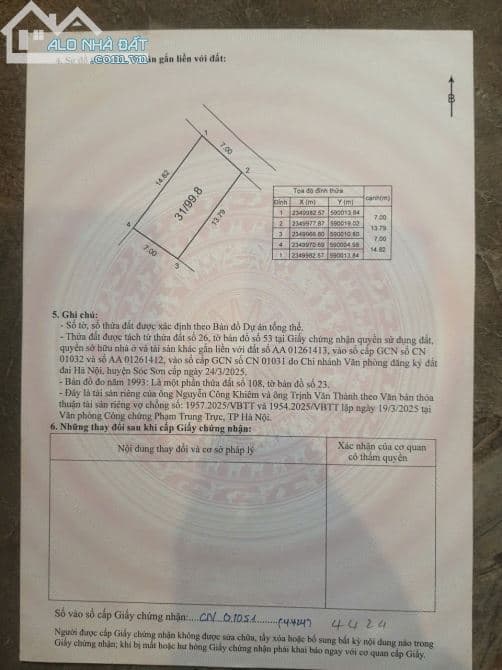 ALO NHÀ ĐẤT
.com.vn
4. Sơ đồ ản gắn liền với đất:
B
1
7.00
2
14.82
31/99.8
13.79
4
7.00
3
Tọa độ đỉnh thửa
Đỉnh X (m) Y (m) cạnh(m)
1 2349982.57 590013.84
7.00
2 2349977.87 590019.02
13.79
3 2349966.80 590010.80
7.00
4 2349970.69 590004.98
14.82
1 2349982.57 590013.84
5. Ghi chú:
- Số tờ, số thửa đất được xác định theo Bản đồ Dự án tổng thể.
- Thửa đất được tách từ thửa đất số 26, tờ bản đồ số 53 tại Giấy chứng nhận quyền sử dụng đất,
quyền sở hữu nhà ở và tài sản khác gắn liền với đất số AA 01261413, vào sổ cấp GCN số CN
01032 và số AA 01261412, vào sổ cấp GCN số CN 01031 do Chi nhánh Văn phòng đăng ký đất
đai Hà Nội, huyện Sóc Sơn cấp ngày 24/3/2025.
- Bản đồ đo năm 1993: Là một phần thửa đất số 108, tờ bản đồ số 23.
- Đây là tài sản riêng của ông Nguyễn Công Khiêm và ông Trịnh Văn Thành theo Văn bản thỏa
thuận tài sản riêng vợ chồng số: 1957.2025/VBTT và 1954.2025/VBTT lập ngày 19/3/2025 tại
Văn phòng Công chứng Phạm Trung Trực, TP Hà Nội.
6. Những thay đổi sau khi cấp Giấy chứng nhận:
Nội dung thay đổi và cơ sở pháp lý
Xác nhận của cơ quan
có thẩm quyền
Số vào sổ cấp Giấy chứng nhận:....CN 01051....(4424) 4424
Người được cấp Giấy chứng nhận không được sửa chữa, tẩy xóa hoặc bổ sung bất kỳ nội dung nào trong
Giấy chứng nhận; khi bị mất hoặc hư hỏng Giấy chứng nhận phải khai báo ngay với cơ quan cấp Giấy.